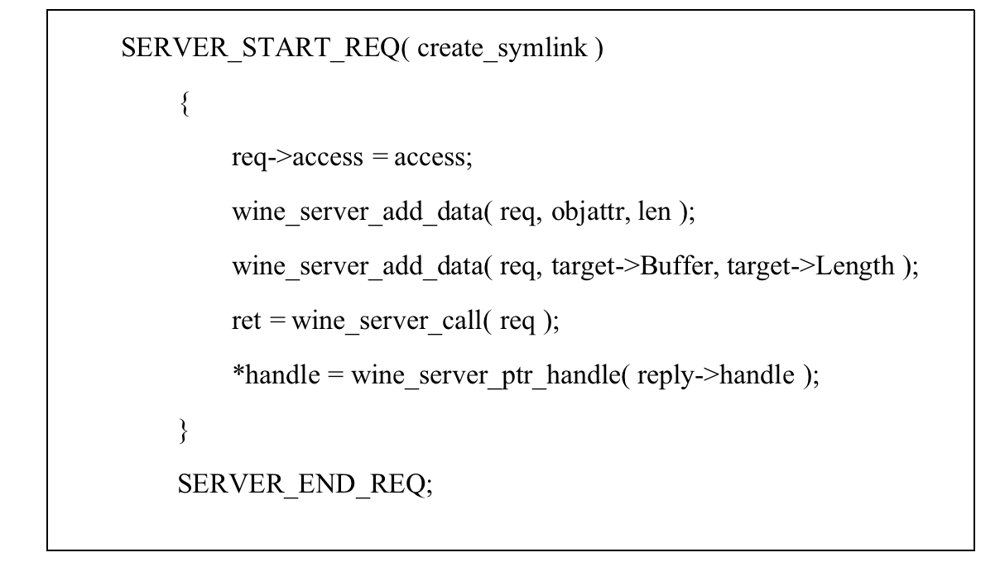 SERVER_START_REQ( create_symlink )
{
req->access = access;
wine_server_add_data( req, objattr, len );
wine_server_add_data( req, target->Buffer, target->Length );
ret = wine_server_call( req );
*handle = wine_server_ptr_handle( reply->handle );
}
SERVER_END_REQ;